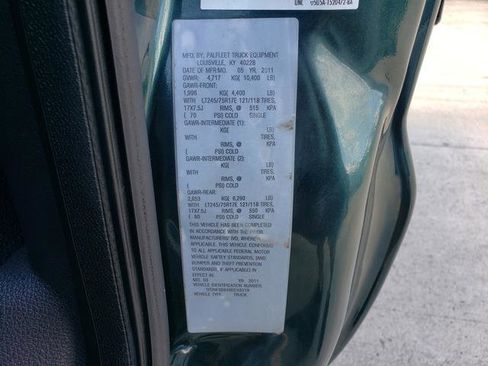 LINE 05D5A-7520472-BA
MFD. BY: PALFLEET TRUCK EQUIPMENT
LOUISVILLE, KY 40228
DATE OF MFR-MO. 05 YR. 2011
GVWR: 4,717 KG( 10,400 LB)
GAWR-FRONT:
1,996 KG( 4,400 LB)
WITH LT245/75R17E 121/118 TIRES,
17X7.5J RIMS, @ 515 KPA
( 70 PSI) COLD SINGLE
GAWR-INTERMEDIATE (1):
KG( LB)
WITH TIRES,
RIMS, @ KPA
( PSI) COLD
GAWR-INTERMEDIATE (2):
KG( LB)
WITH TIRES,
RIMS, @ KPA
( PSI) COLD
GAWR-REAR:
2,853 KG( 6,290 LB)
WITH LT245/75R17E 121/118 TIRES,
17X7.5J RIMS, @ 550 KPA
( 80 PSI) COLD SINGLE
THIS VEHICLE HAS BEEN COMPLETED
IN ACCORDANCE WITH THE PRIOR
MANUFACTURERS' IVD, WHERE
APPLICABLE. THIS VEHICLE CONFORMS TO
ALL APPLICABLE FEDERAL MOTOR
VEHICLE SAFTEY STANDARDS, [AND
BUMPER AND THEFT PREVENTION
STANDARDS, IF APPLICABLE] IN
EFFECT IN:
MO. YR. 2011
VEHICLE IDENTIFICATION NUMBER:
VEHICLE TYPE: TRUCK